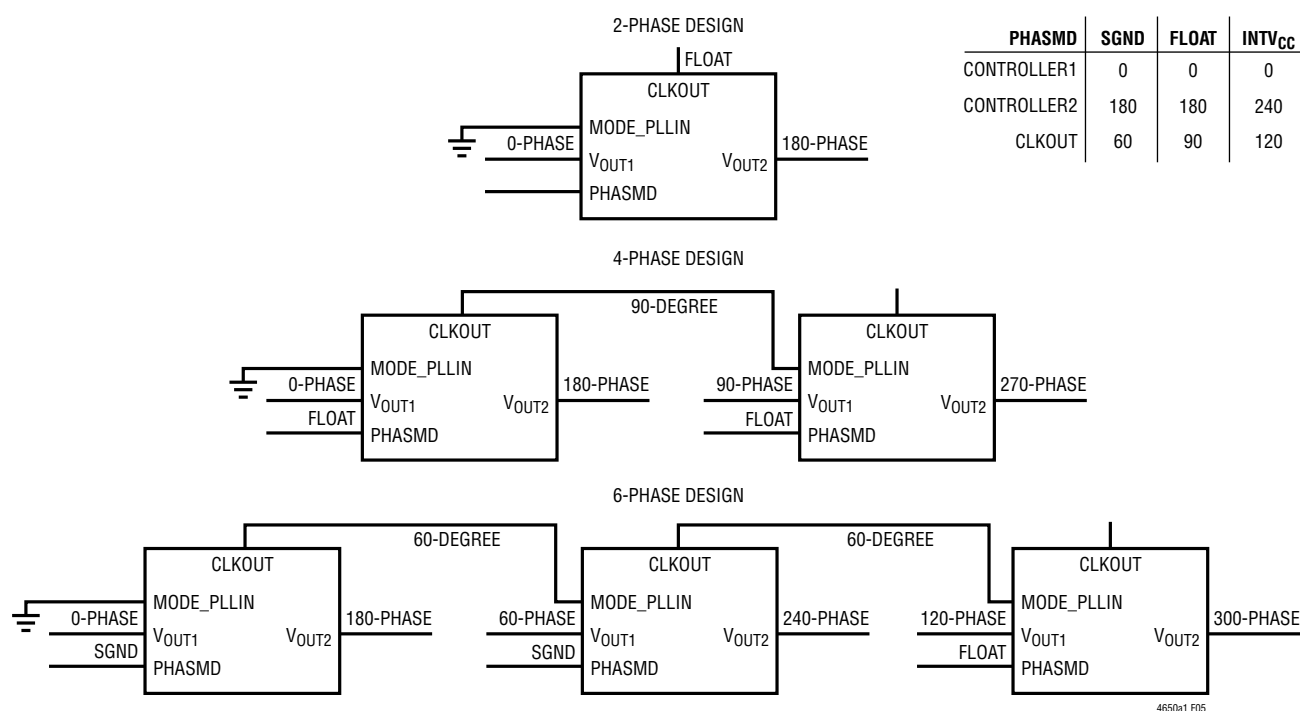 2-PHASE DESIGN
FLOAT
CLKOUT
MODE_PLLIN
0-PHASE
VOUT1
VOUT2
180-PHASE
PHASMD
PHASMD SGND FLOAT INTVCC
CONTROLLER1 0 0 0
CONTROLLER2 180 180 240
CLKOUT 60 90 120
4-PHASE DESIGN
90-DEGREE
CLKOUT
MODE_PLLIN
0-PHASE
VOUT1
VOUT2
180-PHASE
FLOAT
PHASMD
CLKOUT
MODE_PLLIN
90-PHASE
VOUT1
VOUT2
270-PHASE
FLOAT
PHASMD
6-PHASE DESIGN
60-DEGREE
60-DEGREE
CLKOUT
MODE_PLLIN
0-PHASE
VOUT1
VOUT2
180-PHASE
SGND
PHASMD
CLKOUT
MODE_PLLIN
60-PHASE
VOUT1
VOUT2
240-PHASE
SGND
PHASMD
CLKOUT
MODE_PLLIN
120-PHASE
VOUT1
VOUT2
300-PHASE
FLOAT
PHASMD
4650a1 F05